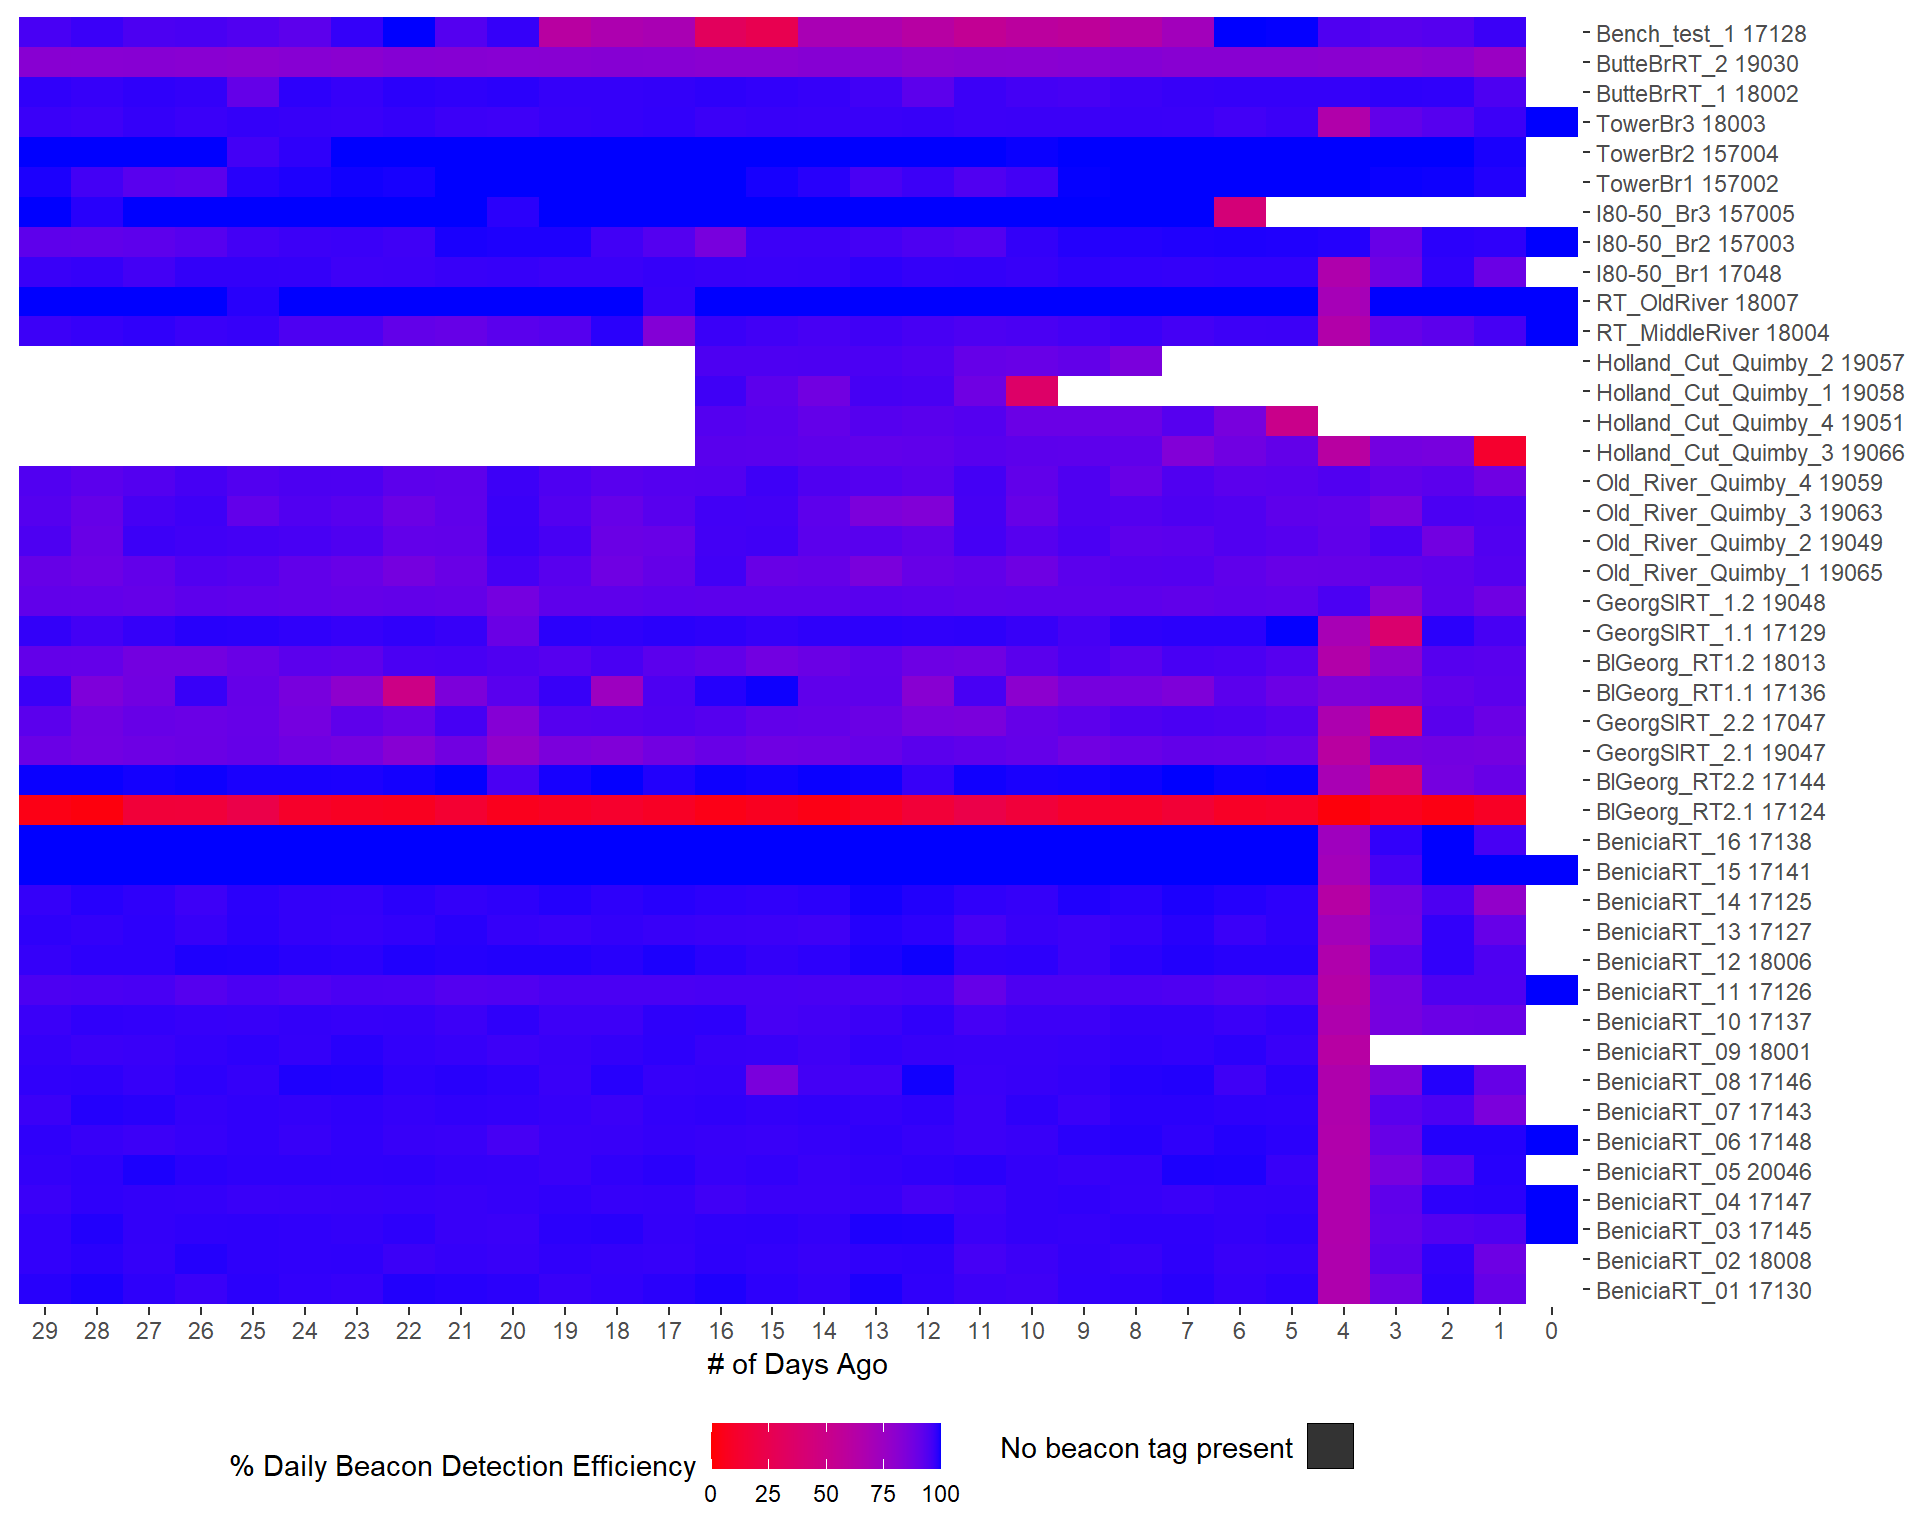 Bench_test_1 17128
ButteBrRT_2 19030
ButteBrRT_1 18002
TowerBr3 18003
TowerBr2 157004
TowerBr1 157002
I80-50_Br3 157005
I80-50_Br2 157003
I80-50_Br1 17048
RT_OldRiver 18007
RT_MiddleRiver 18004
Holland_Cut_Quimby_2 19057
Holland_Cut_Quimby_1 19058
Holland_Cut_Quimby_4 19051
Holland_Cut_Quimby_3 19066
Old_River_Quimby_4 19059
Old_River_Quimby_3 19063
Old_River_Quimby_2 19049
Old_River_Quimby_1 19065
GeorgSlRT_1.2 19048
GeorgSlRT_1.1 17129
BlGeorg_RT1.2 18013
BlGeorg_RT1.1 17136
GeorgSlRT_2.2 17047
GeorgSlRT_2.1 19047
BlGeorg_RT2.2 17144
BlGeorg_RT2.1 17124
BeniciaRT_16 17138
BeniciaRT_15 17141
BeniciaRT_14 17125
BeniciaRT_13 17127
BeniciaRT_12 18006
BeniciaRT_11 17126
BeniciaRT_10 17137
BeniciaRT_09 18001
BeniciaRT_08 17146
BeniciaRT_07 17143
BeniciaRT_06 17148
BeniciaRT_05 20046
BeniciaRT_04 17147
BeniciaRT_03 17145
BeniciaRT_02 18008
BeniciaRT_01 17130
29 28 27 26 25 24 23 22 21 20 19 18 17 16 15 14 13 12 11 10 9 8 7 6 5 4 3 2 1 0
# of Days Ago
% Daily Beacon Detection Efficiency
0 25 50 75 100
No beacon tag present